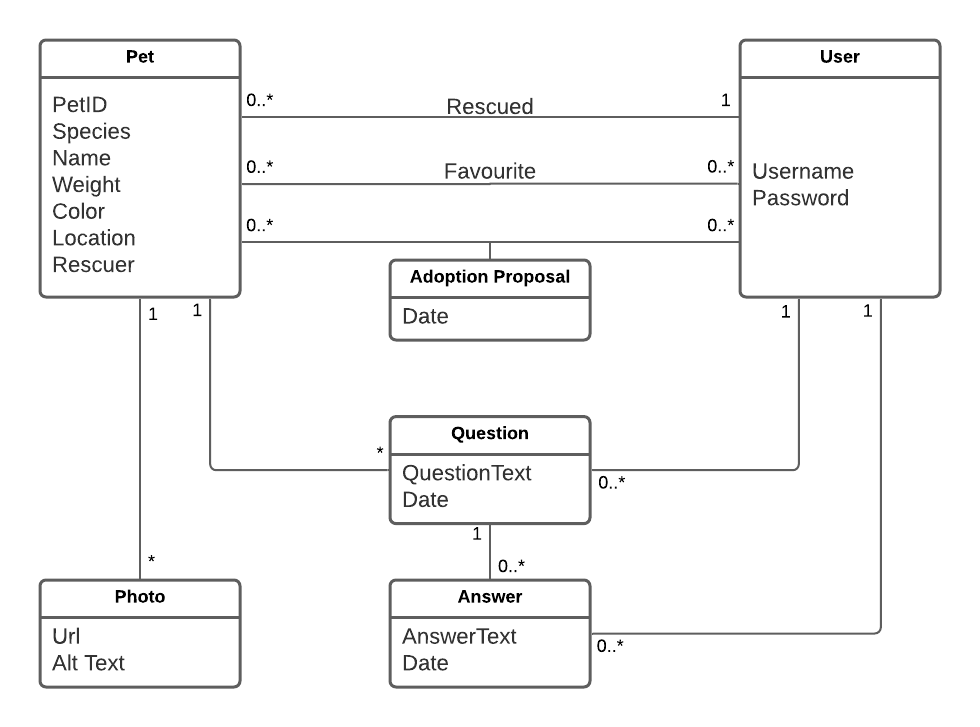 Pet
PetID
Species
Name
Weight
Color
Location
Rescuer
User
Username
Password
0..*
Rescued
1
0..*
Favourite
0..*
0..*
0..*
Adoption Proposal
Date
1
1
1
1
*
Question
QuestionText
Date
0..*
1
0..*
*
Photo
Url
Alt Text
Answer
AnswerText
Date
0..*